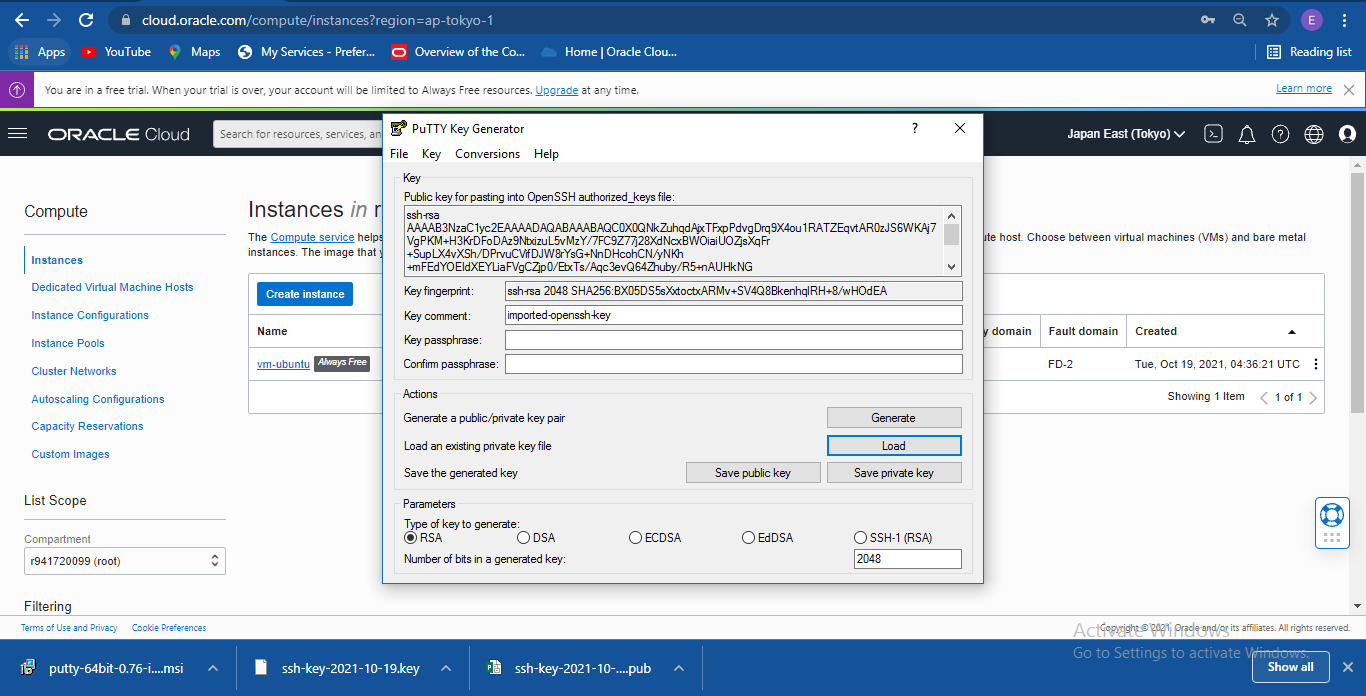 cloud.oracle.com/compute/instances?region=ap-tokyo-1
E
Apps YouTube Maps My Services - Prefer... Overview of the Co... Home | Oracle Clou... Reading list
You are in a free trial. When your trial is over, your account will be limited to Always Free resources. Upgrade at any time. Learn more
ORACLE Cloud
Search for resources, services, an
Japan East (Tokyo)
PuTTY Key Generator
? 
File Key Conversions Help
Key
Public key for pasting into OpenSSH authorized_keys file:
ssh-rsa
VgPKM+H3KrDFoDAz9NtxizuL5vMzY/7FC9Z77j28XdNcxBWOiaiUOZjsXqFr
+SupLX4vXSh/DPrvuCVifDJW8rYsG+NnDHcohCN/yNKh
+mFEdYOEIdXEYLiaFVgCZjp0/EtxTs/Aqc3evQ64Zhuby/R5+nAUHkNG
Key fingerprint:
Key comment: imported-openssh-key
Key passphrase:
Confirm passphrase:
Actions
Generate a public/private key pair Generate
Load an existing private key file Load
Save the generated key Save public key Save private key
Parameters
Type of key to generate:
RSA DSA ECDSA EdDSA SSH-1 (RSA)
Number of bits in a generated key: 2048
Compute
Instances
Dedicated Virtual Machine Hosts
Instance Configurations
Instance Pools
Cluster Networks
Autoscaling Configurations
Capacity Reservations
Custom Images
List Scope
Compartment
r941720099 (root)
Filtering
Instances in
The Compute service helps
host. Choose between virtual machines (VMs) and bare metal
instances. The image that
Create instance
Name domain Fault domain Created
vm-ubuntu Always Free FD-2 Tue, Oct 19, 2021, 04:36:21 UTC
Showing 1 Item 1 of 1
Terms of Use and Privacy Cookie Preferences
Copyright © 2021, Oracle and/or its affiliates. All rights reserved.
Activate Windows
Go to Settings to activate Windows.
putty-64bit-0.76-i....msi ssh-key-2021-10-19.key ssh-key-2021-10-....pub Show all